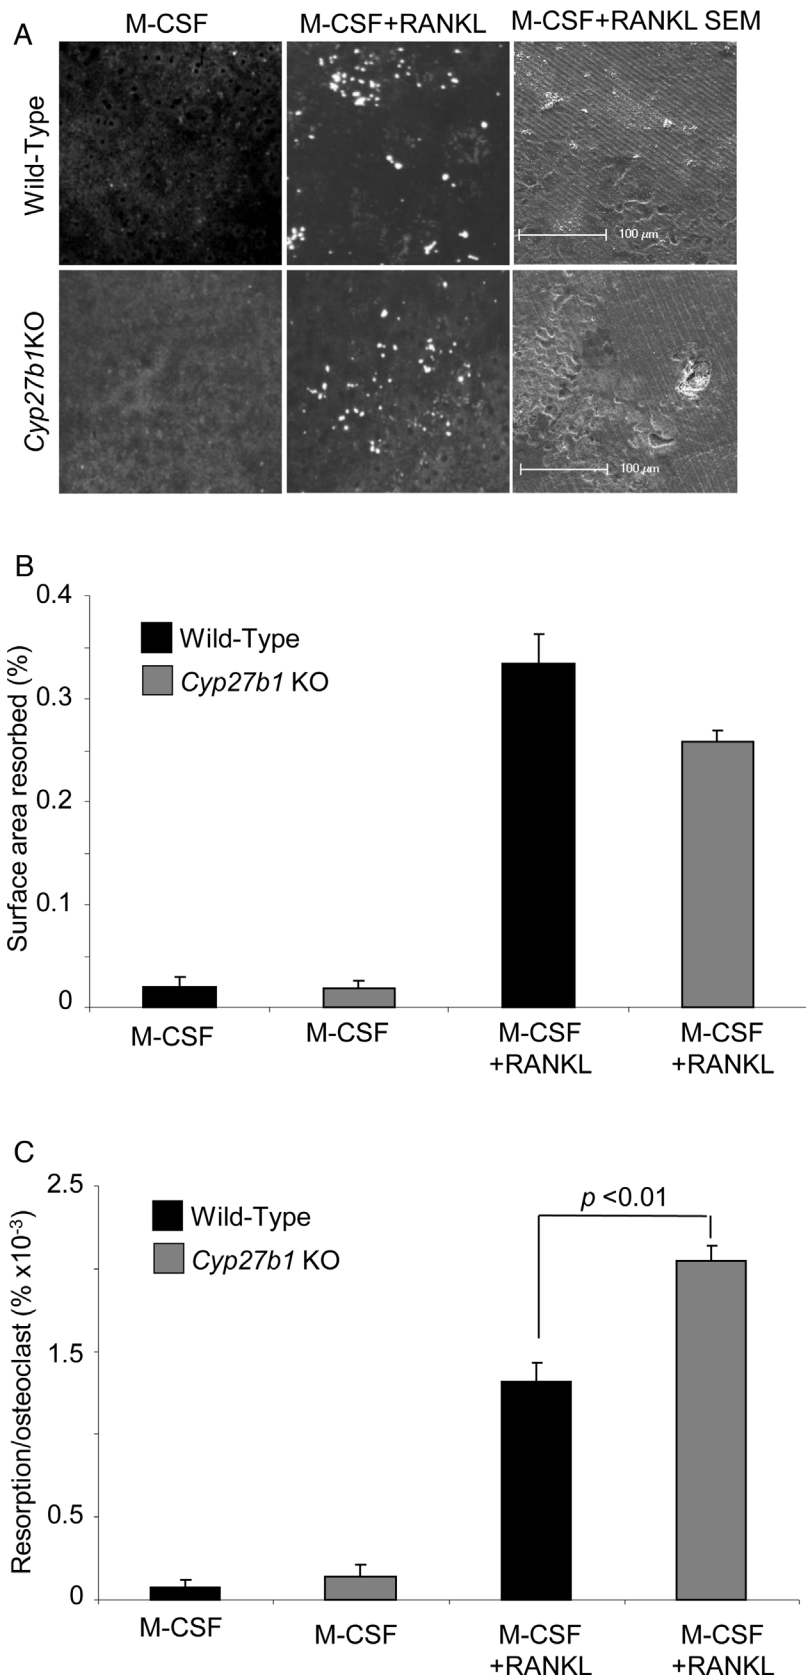 A
M-CSF
M-CSF+RANKL
M-CSF+RANKL SEM
Wild-Type
100 μm
Cyp27b1KO
100 μm
B
Surface area resorbed (%)
0.4
0.3
0.2
0.1
0
Wild-Type
Cyp27b1 KO
M-CSF
M-CSF
M-CSF
+RANKL
M-CSF
+RANKL
C
Resorption/osteoclast (% x10⁻³)
2.5
1.5
0.5
0
Wild-Type
Cyp27b1 KO
p <0.01
M-CSF
M-CSF
M-CSF
+RANKL
M-CSF
+RANKL